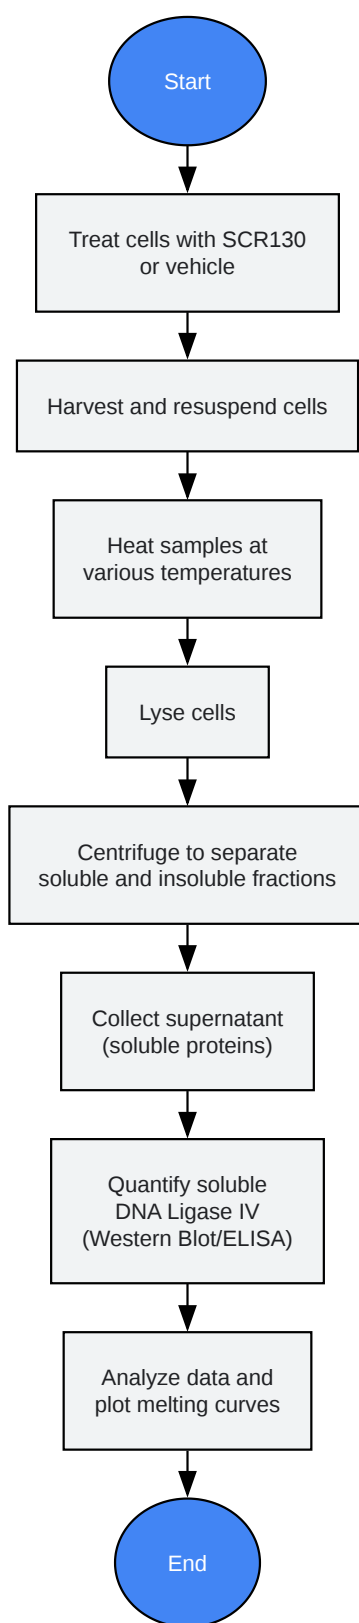 Start
Treat cells with SCR130
or vehicle
Harvest and resuspend cells
Heat samples at
various temperatures
Lyse cells
Centrifuge to separate
soluble and insoluble fractions
Collect supernatant
(soluble proteins)
Quantify soluble
DNA Ligase IV
(Western Blot/ELISA)
Analyze data and
plot melting curves
End